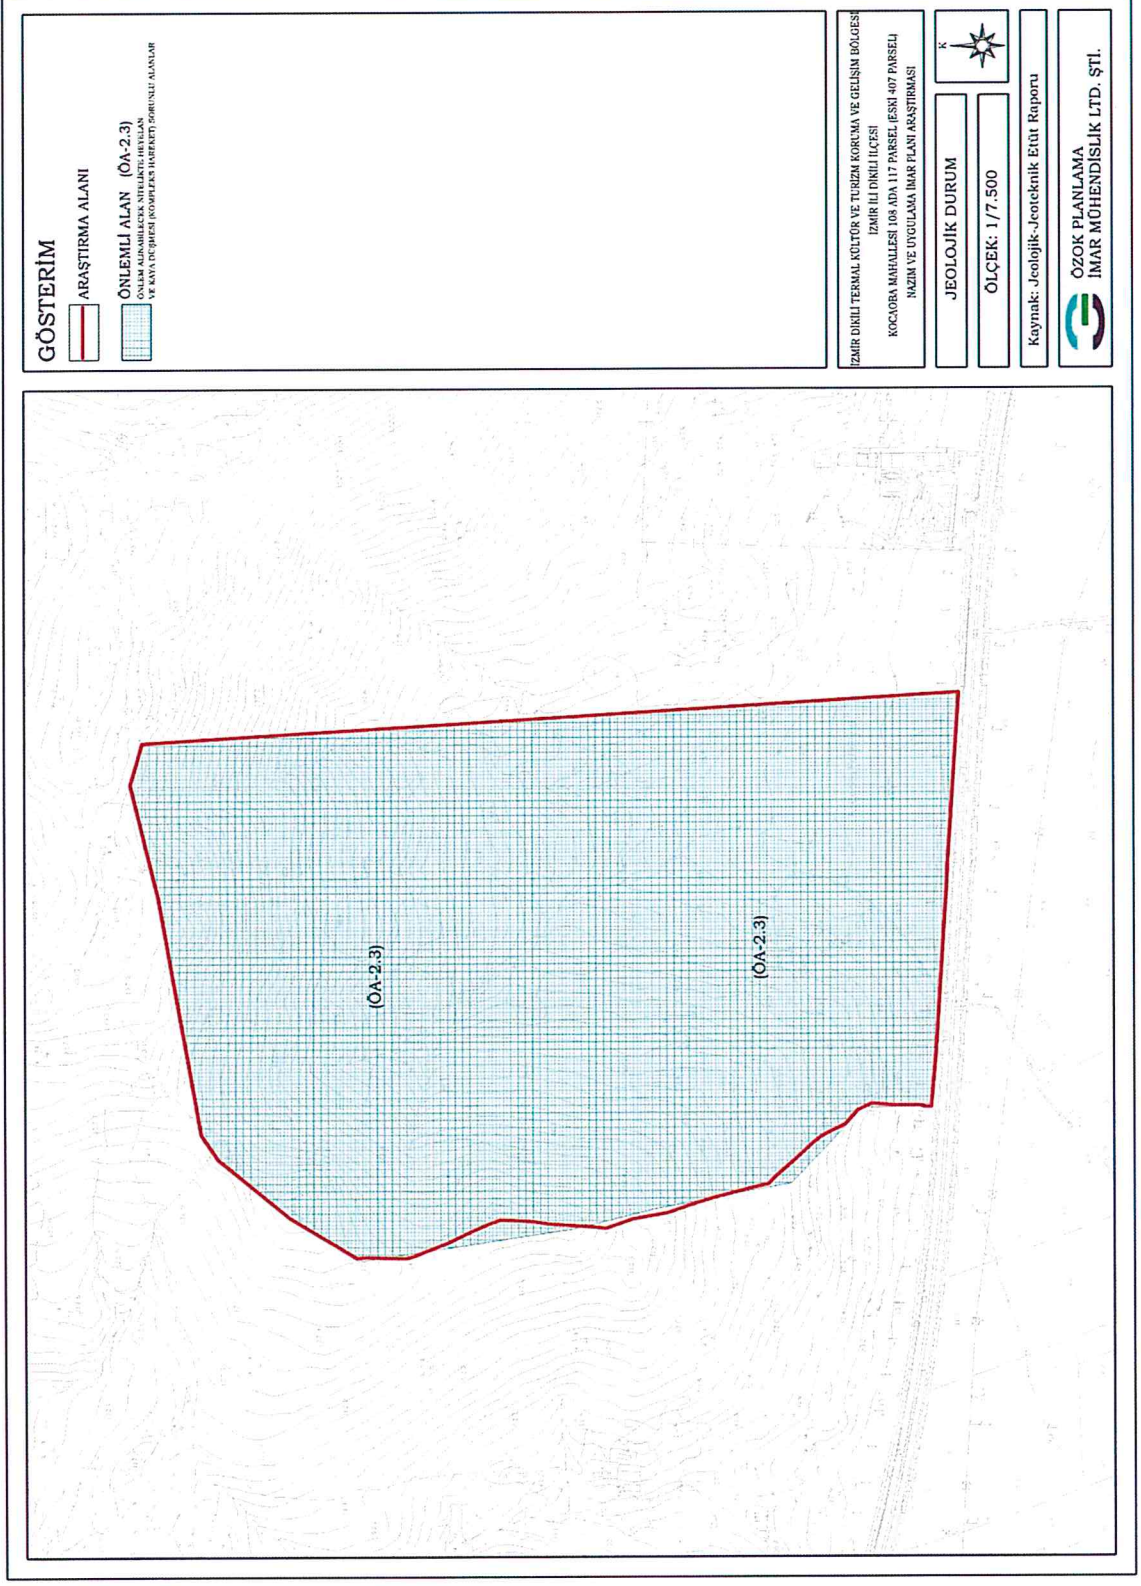 GÖSTERİM
ARAŞTIRMA ALANI
ÖNLEMLİ ALAN (ÖA-2.3)
ÖNLEM ALINABİLECEK NİTELİKTE HEYELAN
VE KAYA DÜŞMESİ (KOMPLEKS HAREKET) SORUNLU ALANLAR
(ÖA-2.3)
(ÖA-2.3)
İZMİR DİKİLİ TERMAL KÜLTÜR VE TURİZM KORUMA VE GELİŞİM BÖLGESİ
İZMİR İLİ DİKİLİ İLÇESİ
KOCAOBA MAHALLESİ 108 ADA 117 PARSEL (ESKİ 407 PARSEL)
NAZIM VE UYGULAMA İMAR PLANI ARAŞTIRMASI
JEOLOJİK DURUM
K
ÖLÇEK: 1/7.500
Kaynak: Jeolojik-Jeoteknik Etüt Raporu
ÖZOK PLANLAMA
İMAR MÜHENDİSLİK LTD. ŞTİ.